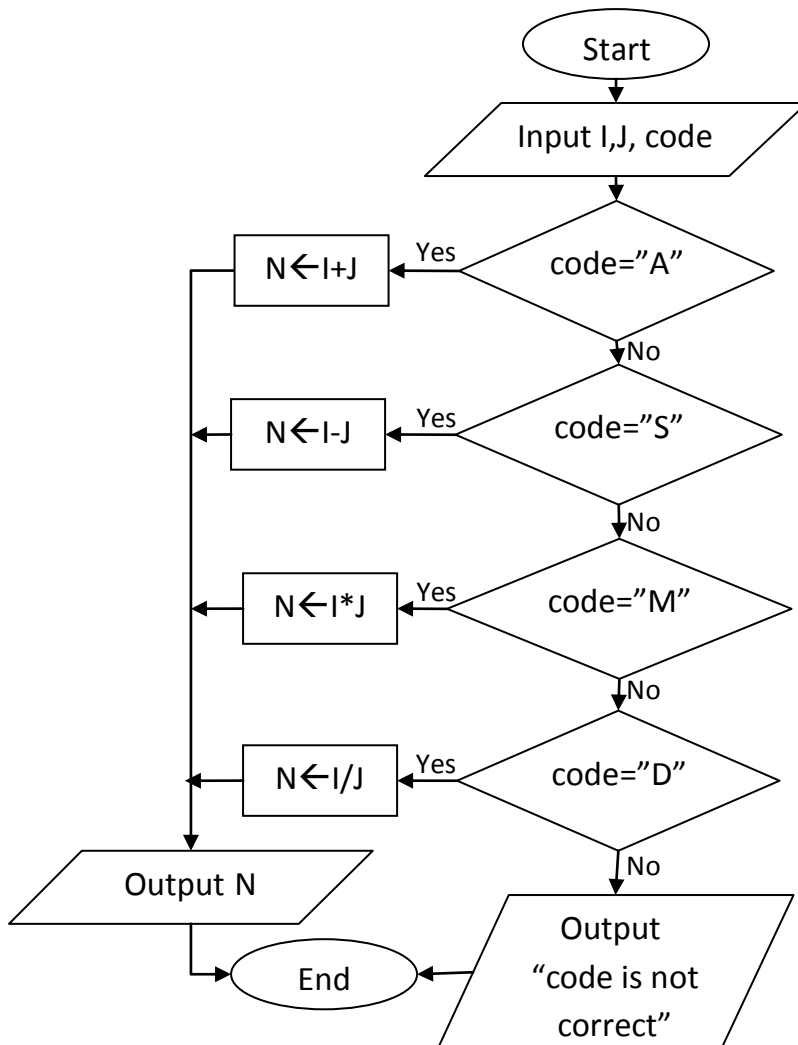 Start
Input I,J, code
code=”A”
Yes
N←I+J
No
code=”S”
Yes
N←I-J
No
code=”M”
Yes
N←I*J
No
code=”D”
Yes
N←I/J
No
Output N
Output
“code is not
correct”
End